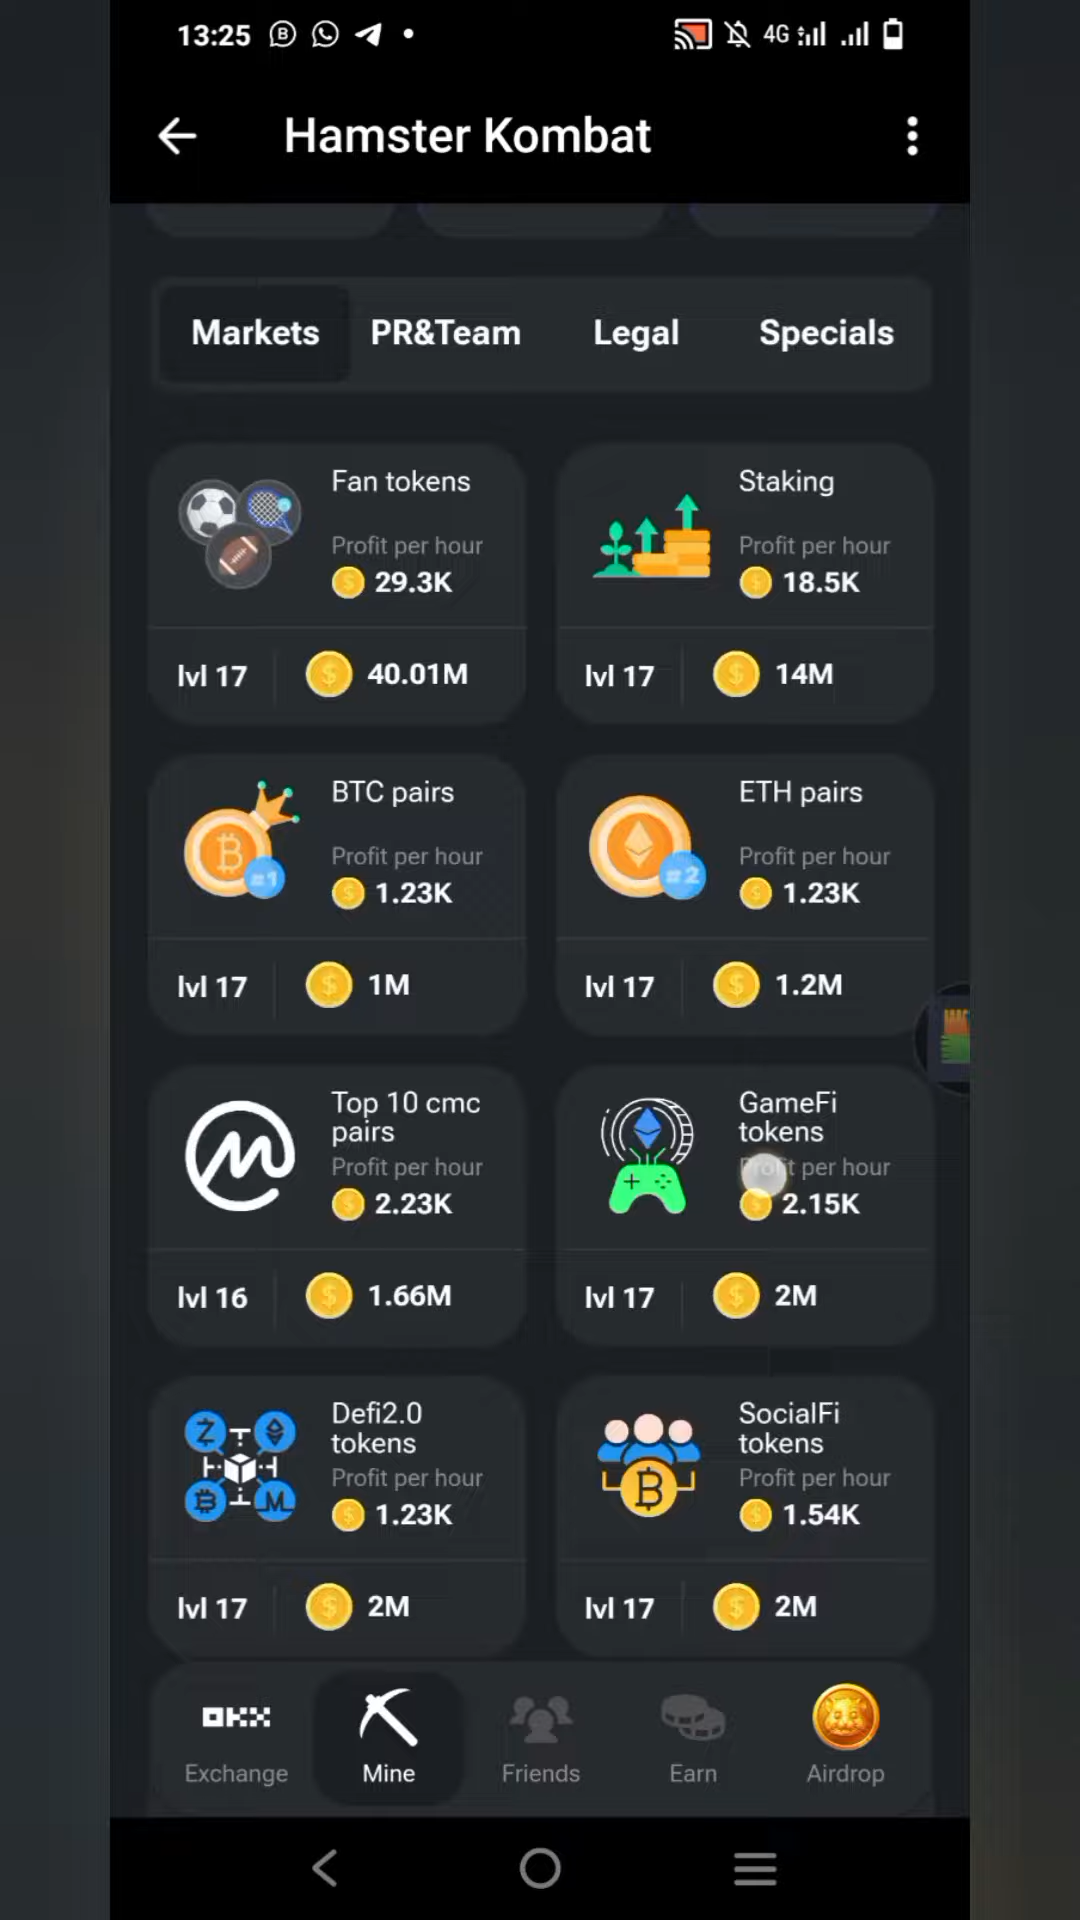 13:25
4G
Hamster Kombat
Markets PR&Team Legal Specials
Fan tokens
Profit per hour
29.3K
lvl 17 40.01M
Staking
Profit per hour
18.5K
lvl 17 14M
BTC pairs
#1
Profit per hour
1.23K
lvl 17 1M
ETH pairs
#2
Profit per hour
1.23K
lvl 17 1.2M
Top 10 cmc
pairs
Profit per hour
2.23K
lvl 16 1.66M
GameFi
tokens
Profit per hour
2.15K
lvl 17 2M
Defi2.0
tokens
Profit per hour
1.23K
lvl 17 2M
SocialFi
tokens
Profit per hour
1.54K
lvl 17 2M
OKX
Exchange Mine Friends Earn Airdrop